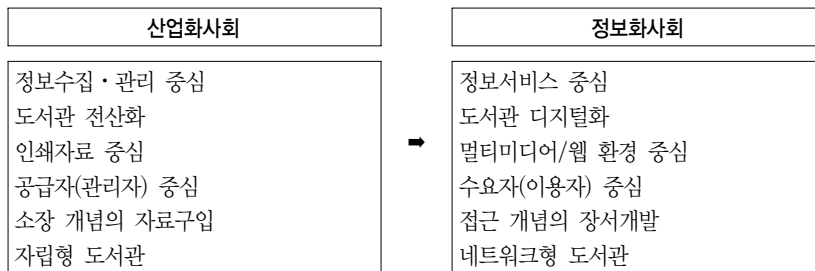 산업화사회
정보수집・관리 중심
도서관 전산화
인쇄자료 중심
공급자(관리자) 중심
소장 개념의 자료구입
자립형 도서관
➡
정보화사회
정보서비스 중심
도서관 디지털화
멀티미디어/웹 환경 중심
수요자(이용자) 중심
접근 개념의 장서개발
네트워크형 도서관